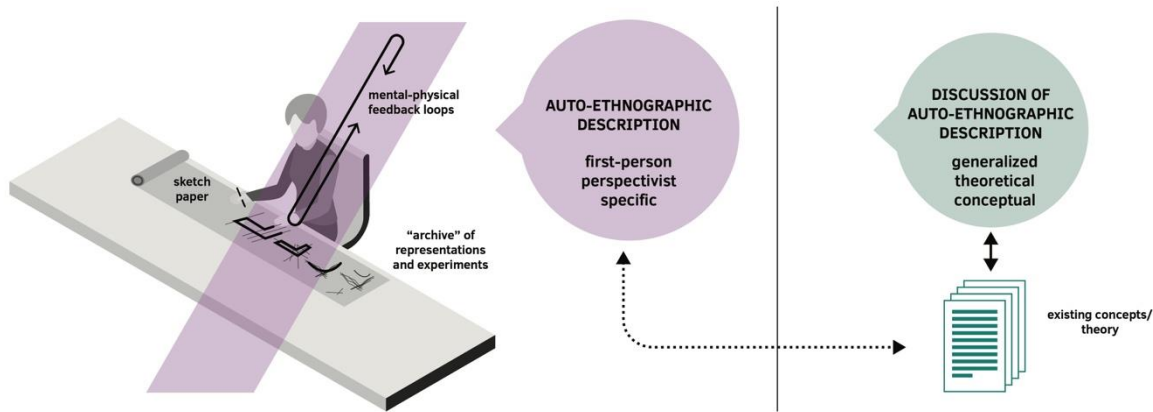 mental-physical
feedback loops
sketch
paper
“archive” of
representations
and experiments
AUTO-ETHNOGRAPHIC
DESCRIPTION
first-person
perspectivist
specific
DISCUSSION OF
AUTO-ETHNOGRAPHIC
DESCRIPTION
generalized
theoretical
conceptual
existing concepts/
theory